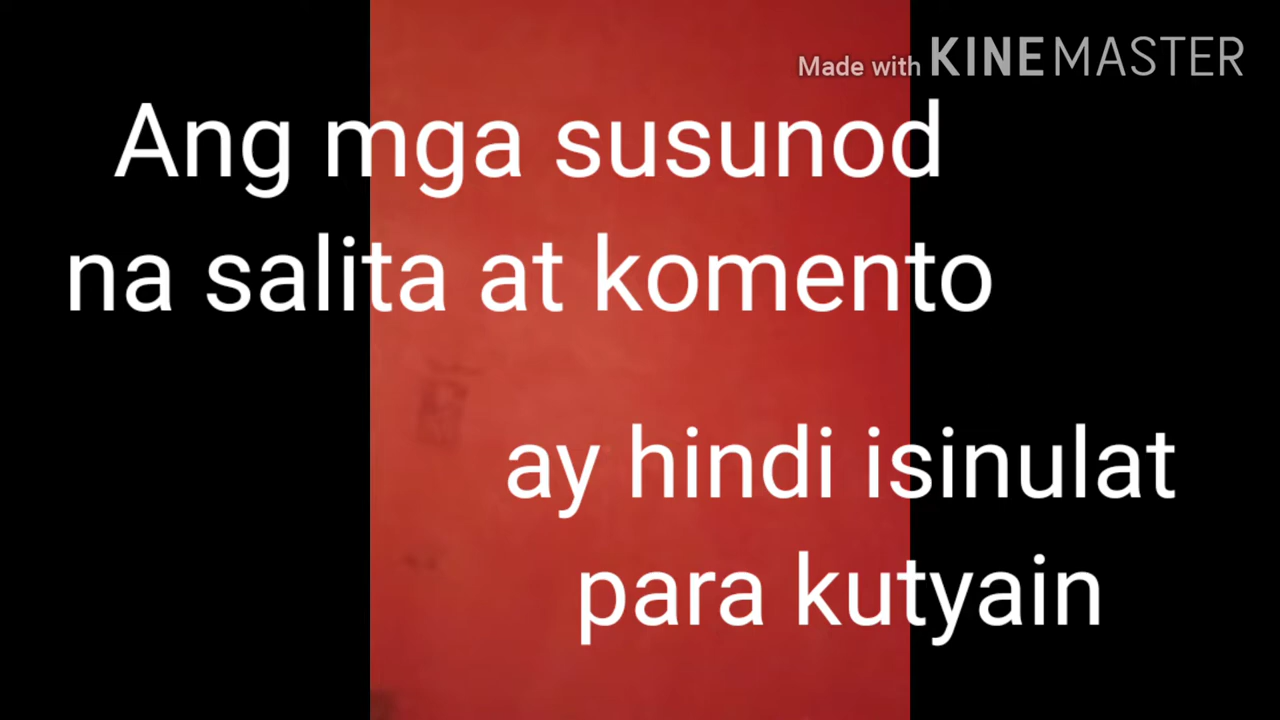 Made with KINEMASTER
Ang mga susunod
na salita at komento
ay hindi isinulat
para kutyain